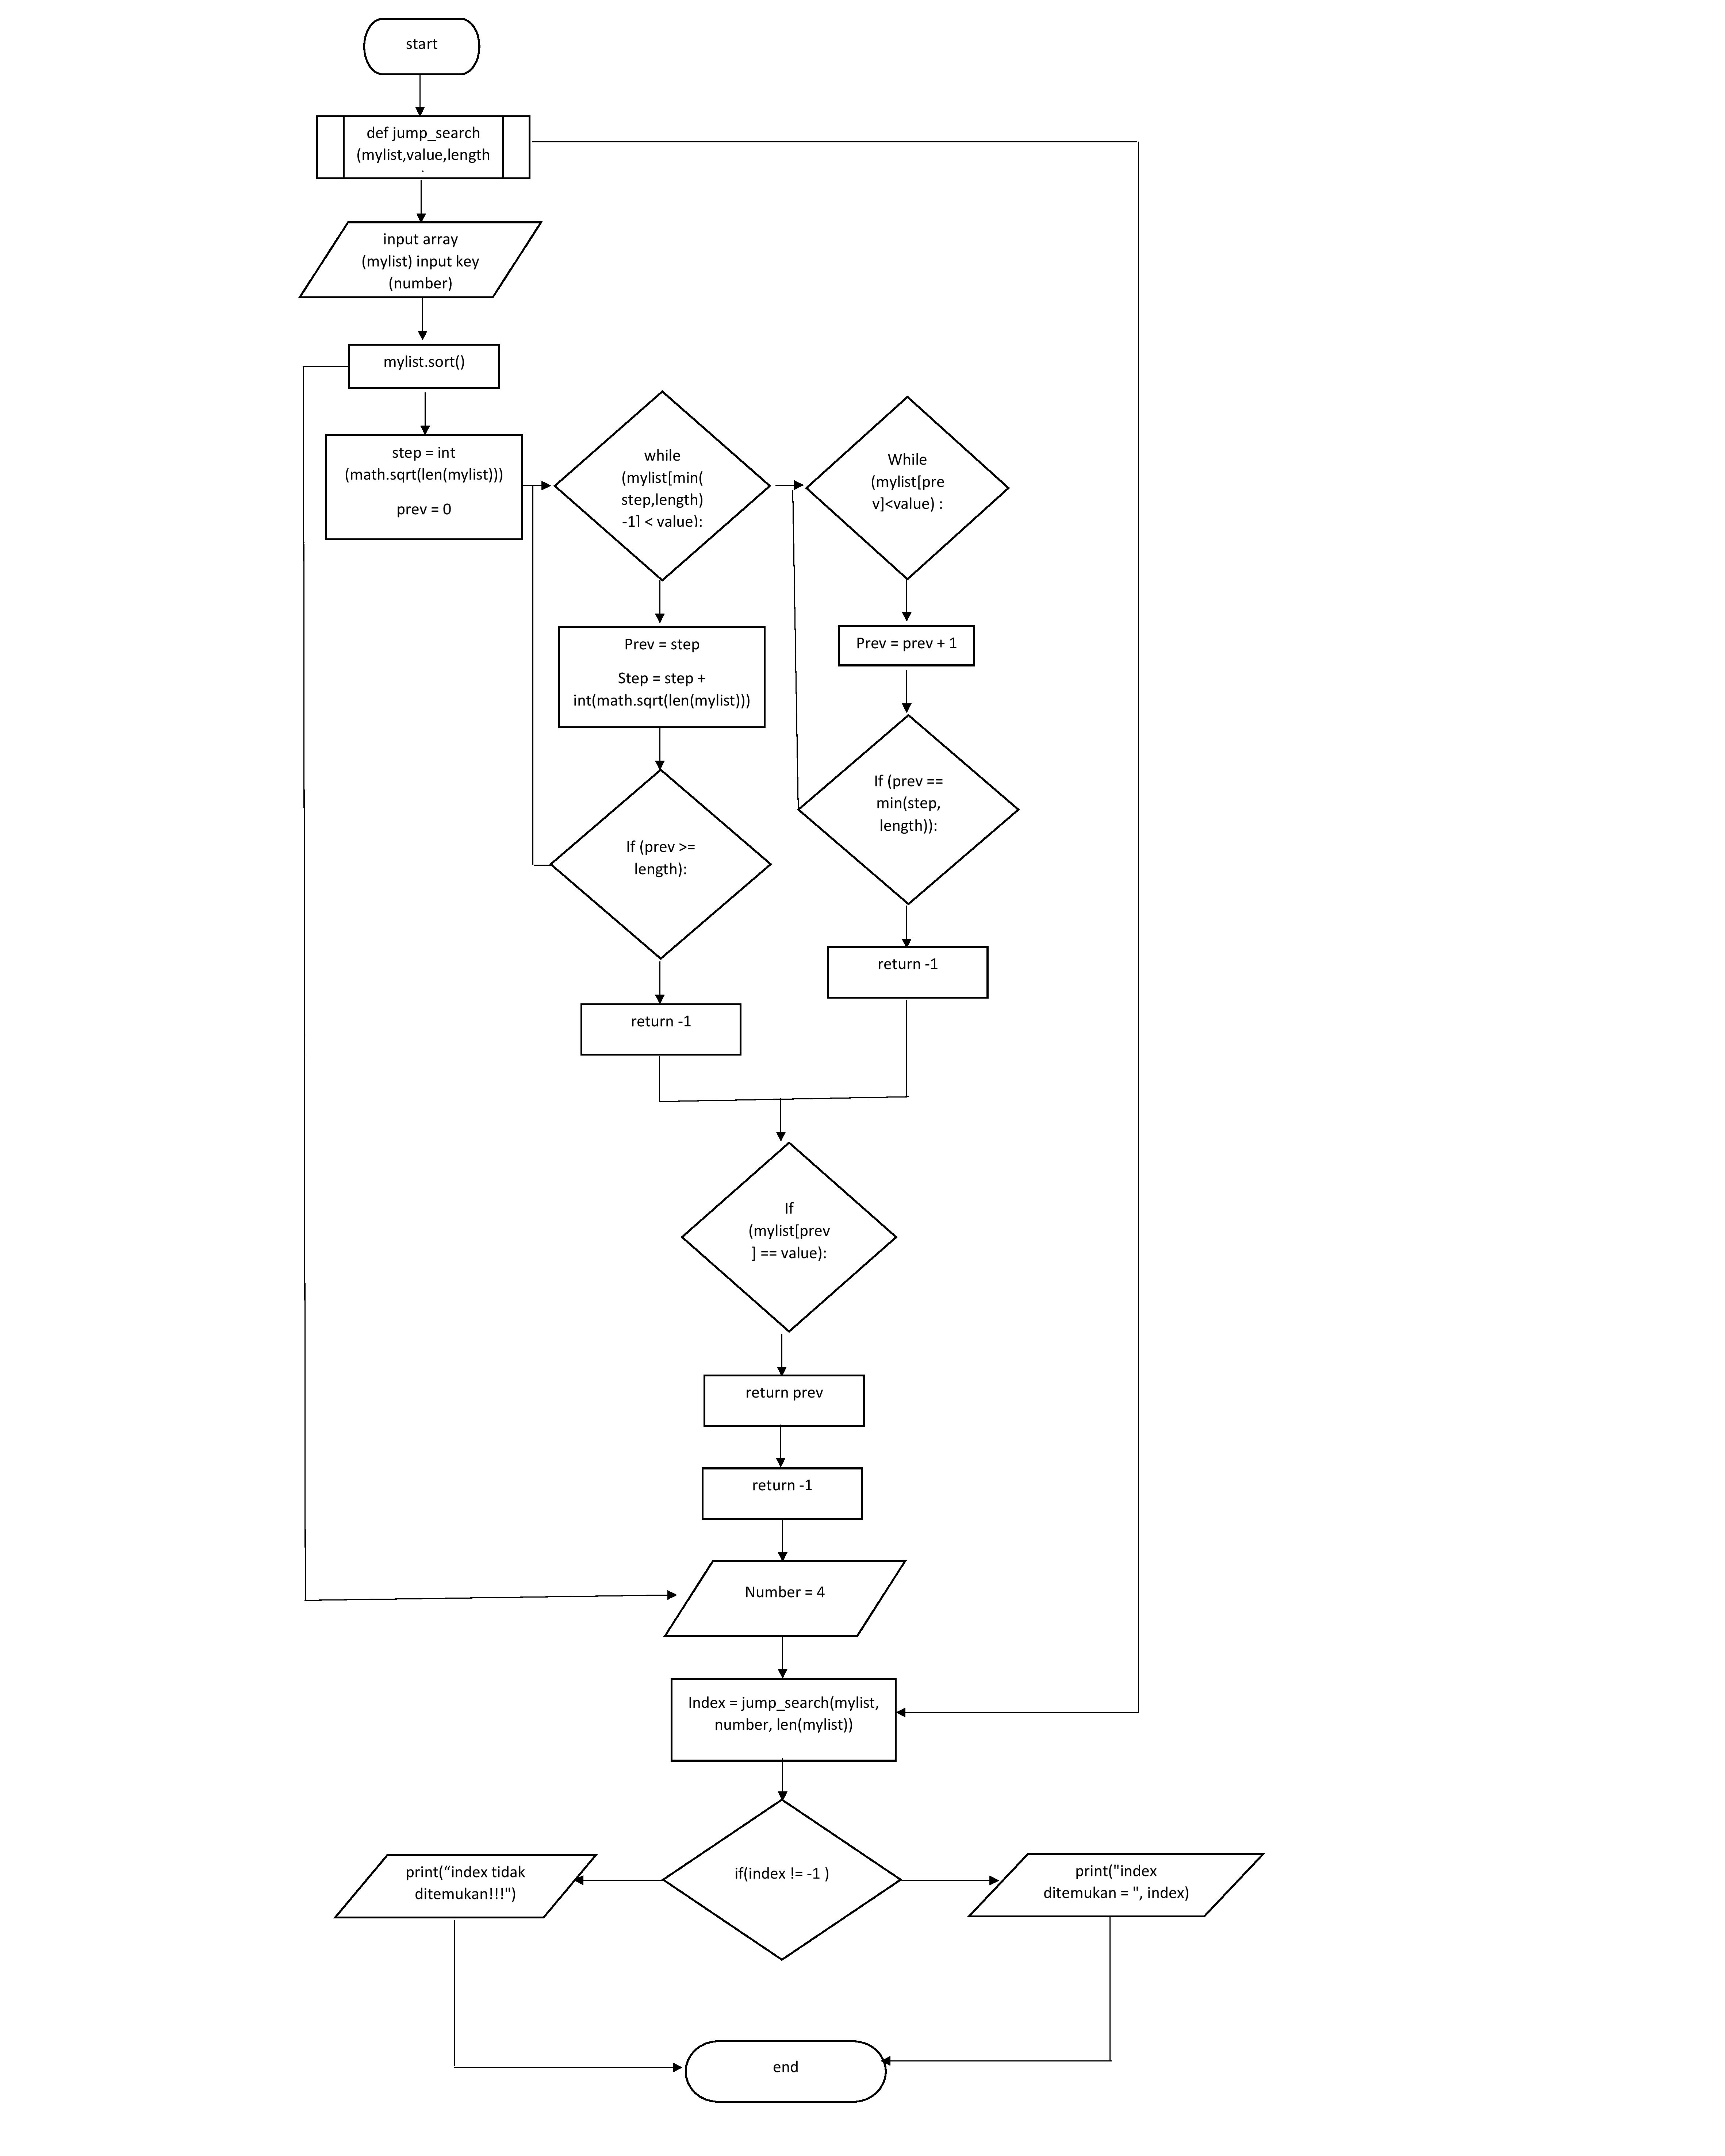 start
def jump_search
(mylist,value,length
input array
(mylist) input key
(number)
mylist.sort()
step = int
(math.sqrt(len(mylist)))
prev = 0
while
(mylist[min(
step,length)
-1] < value):
While
(mylist[pre
v]<value) :
Prev = step
Step = step +
int(math.sqrt(len(mylist)))
Prev = prev + 1
If (prev ==
min(step,
length)):
If (prev >=
length):
return -1
return -1
If
(mylist[prev
] == value):
return prev
return -1
Number = 4
Index = jump_search(mylist,
number, len(mylist))
if(index != -1 )
print(“index tidak
ditemukan!!!")
print("index
ditemukan = ", index)
end